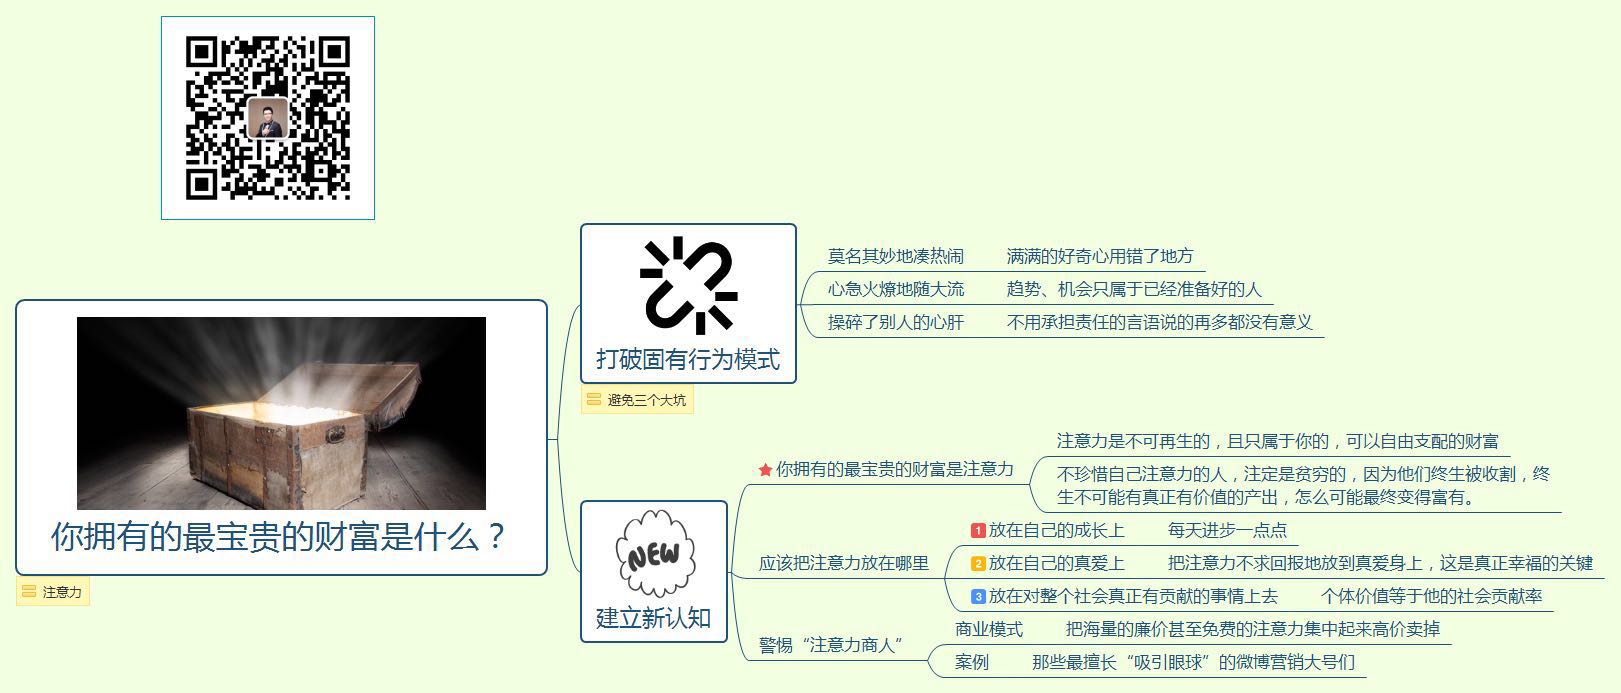 你拥有的最宝贵的财富是什么？
注意力
打破固有行为模式
避免三个大坑
莫名其妙地凑热闹
满满的好奇心用错了地方
心急火燎地随大流
趋势、机会只属于已经准备好的人
操碎了别人的心肝
不用承担责任的言语说的再多都没有意义
NEW
建立新认知
你拥有的最宝贵的财富是注意力
注意力是不可再生的，且只属于你的，可以自由支配的财富
不珍惜自己注意力的人，注定是贫穷的，因为他们终生被收割，终
生不可能有真正有价值的产出，怎么可能最终变得富有。
应该把注意力放在哪里
1 放在自己的成长上
每天进步一点点
2 放在自己的真爱上
把注意力不求回报地放到真爱身上，这是真正幸福的关键
3 放在对整个社会真正有贡献的事情上去
个体价值等于他的社会贡献率
警惕“注意力商人”
商业模式
把海量的廉价甚至免费的注意力集中起来高价卖掉
案例
那些最擅长“吸引眼球”的微博营销大号们